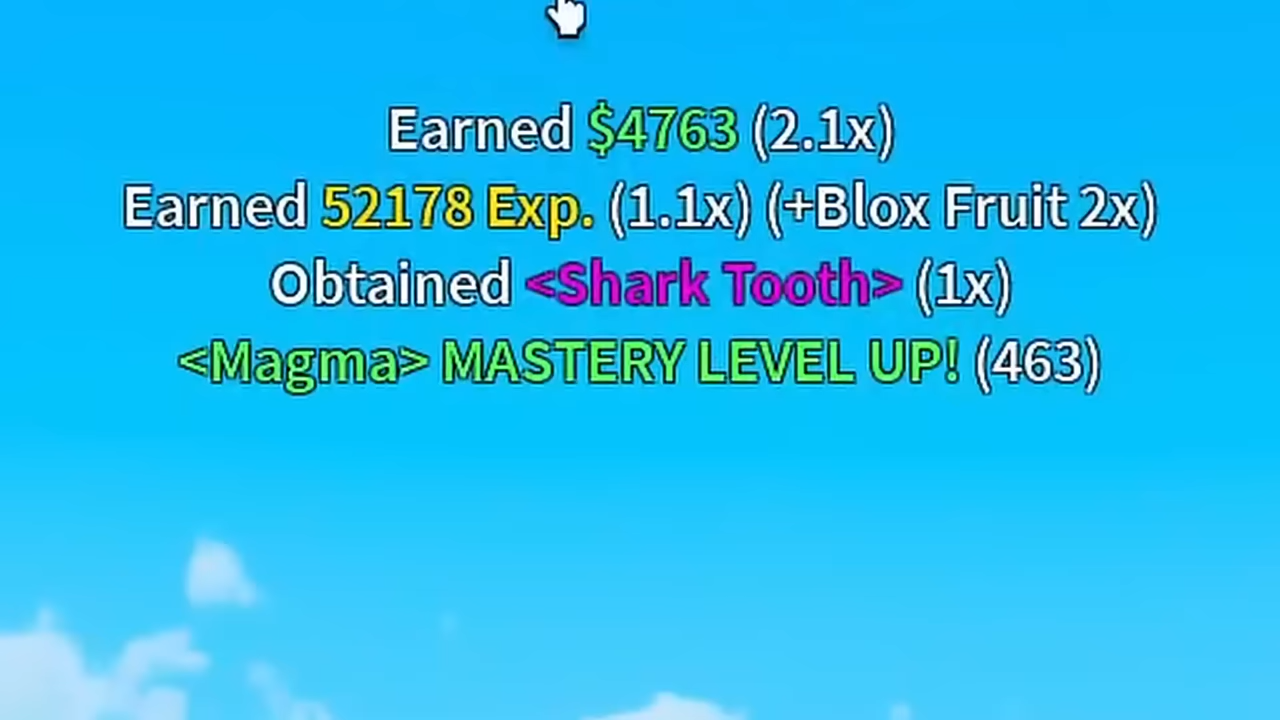 Earned $4763 (2.1x)
Earned 52178 Exp. (1.1x) (+Blox Fruit 2x)
Obtained <Shark Tooth> (1x)
<Magma> MASTERY LEVEL UP! (463)